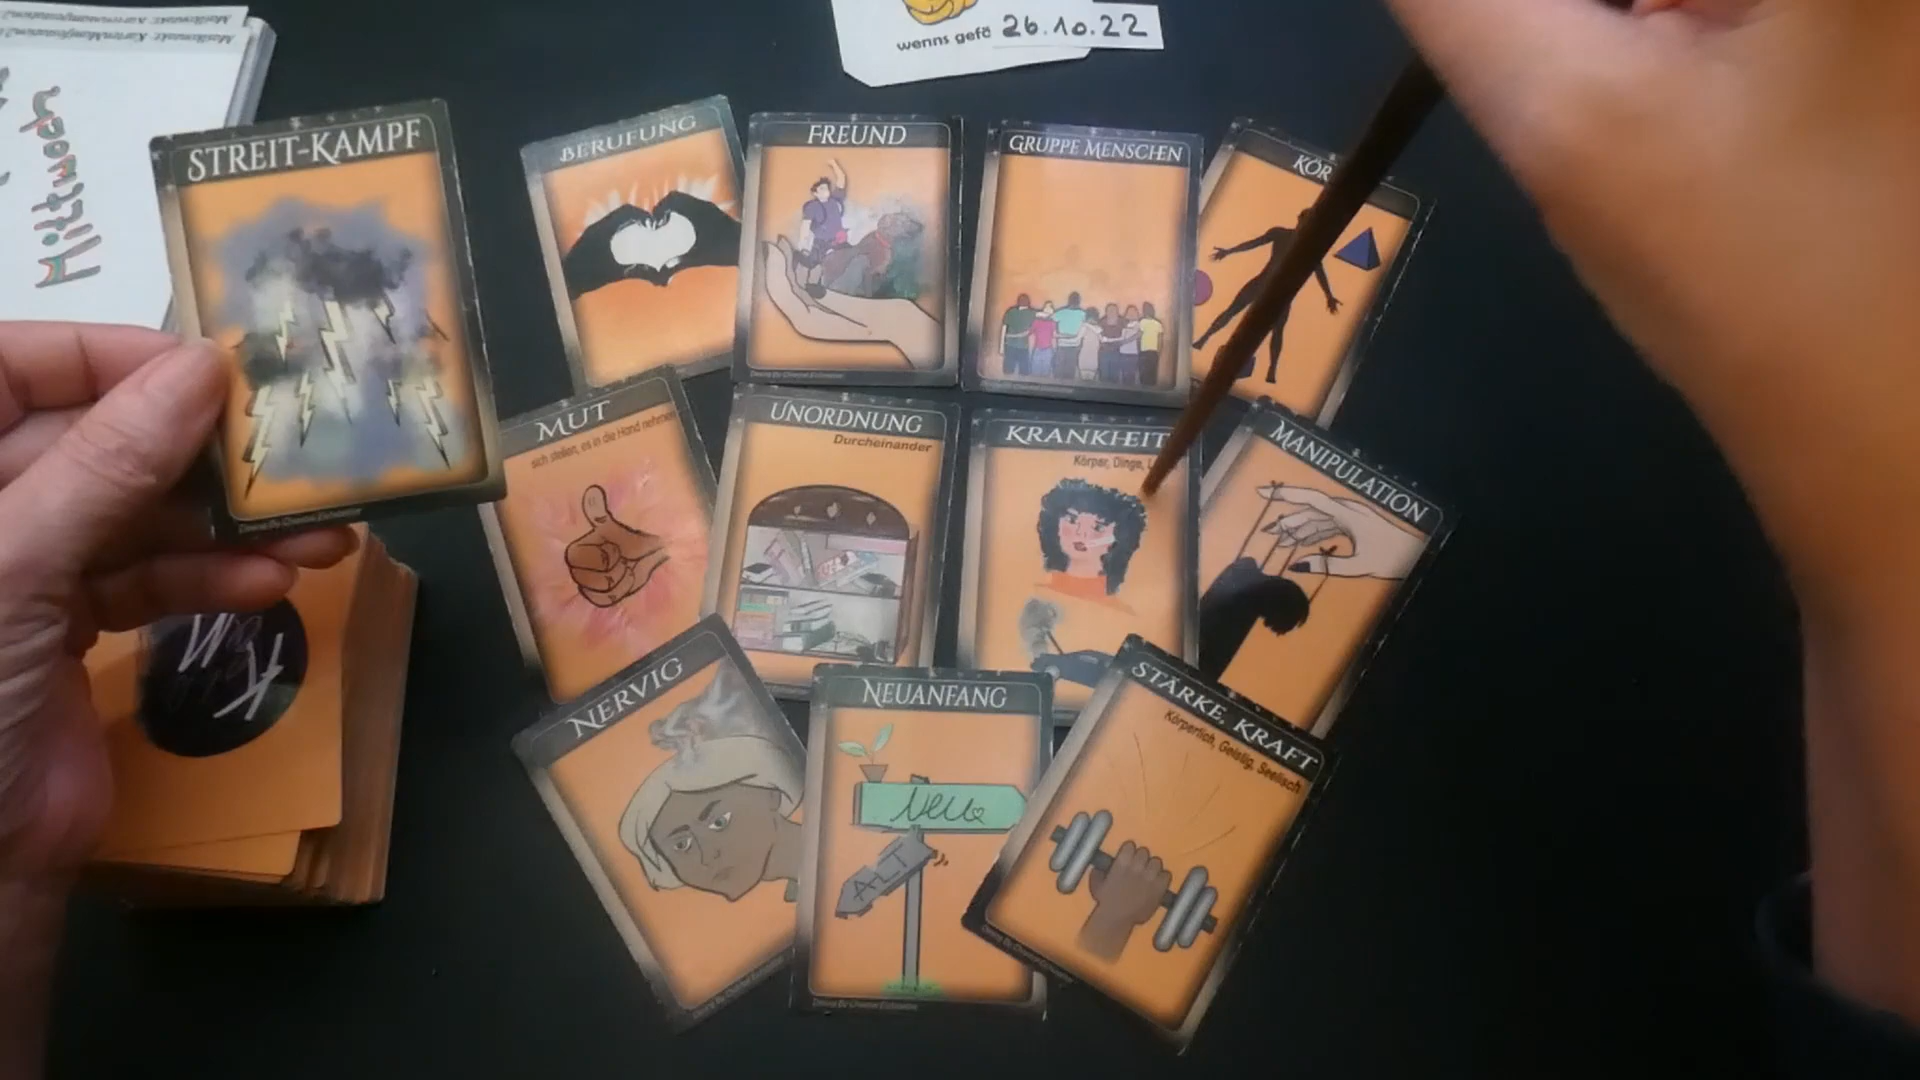 wenns gefä 26.10.22
Mittwoch
STREIT-KAMPF
BERUFUNG
FREUND
GRUPPE MENSCHEN
KÖR
MUT
sich stellen, es in die Hand nehmen
UNORDNUNG
Durcheinander
KRANKHEIT
Körper, Dinge,
MANIPULATION
NERVIG
NEUANFANG
Neu
ALT
STÄRKE, KRAFT
Körperlich, Geistig, Seelisch